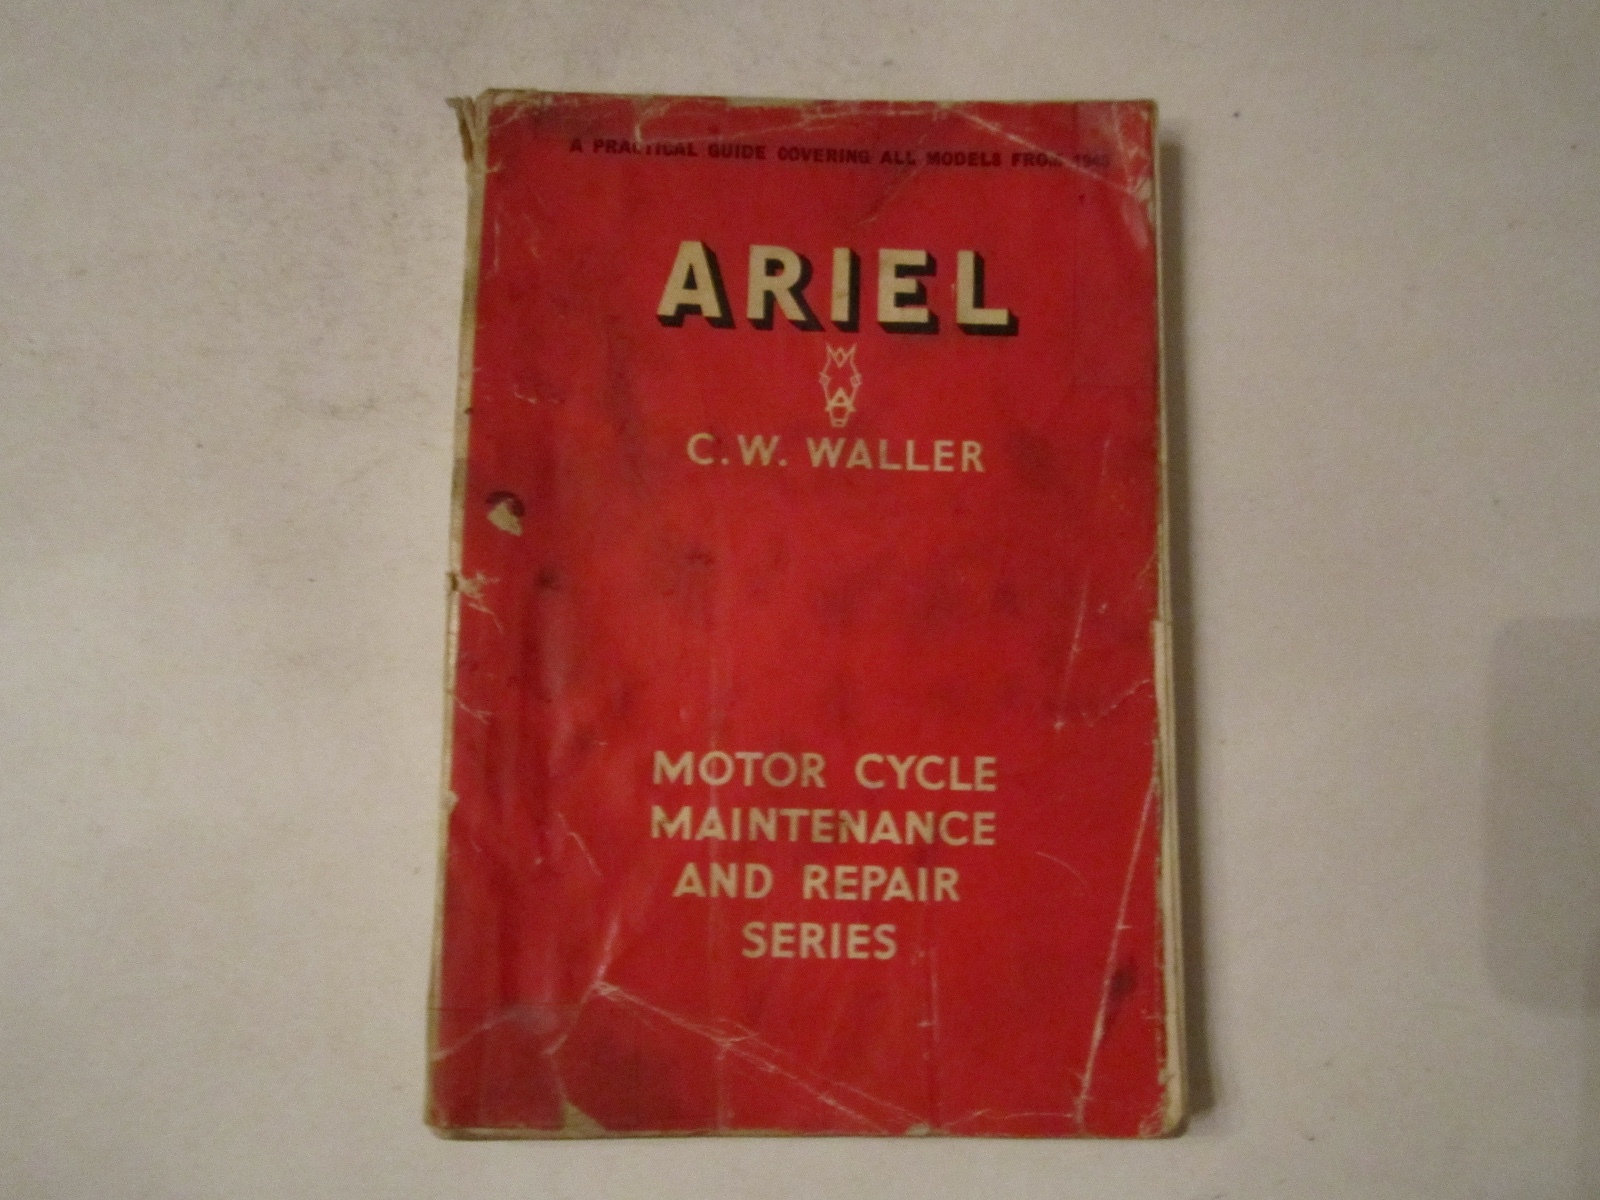 A PRACTICAL GUIDE COVERING ALL MODELS FROM
ARIEL
C.W. WALLER
MOTOR CYCLE
MAINTENANCE
AND REPAIR
SERIES